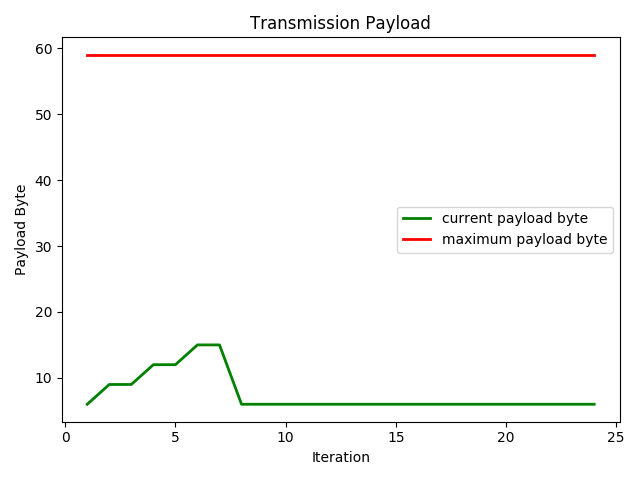 Transmission Payload
60
50
40
30
20
10
Payload Byte
current payload byte
maximum payload byte
0 5 10 15 20 25
Iteration